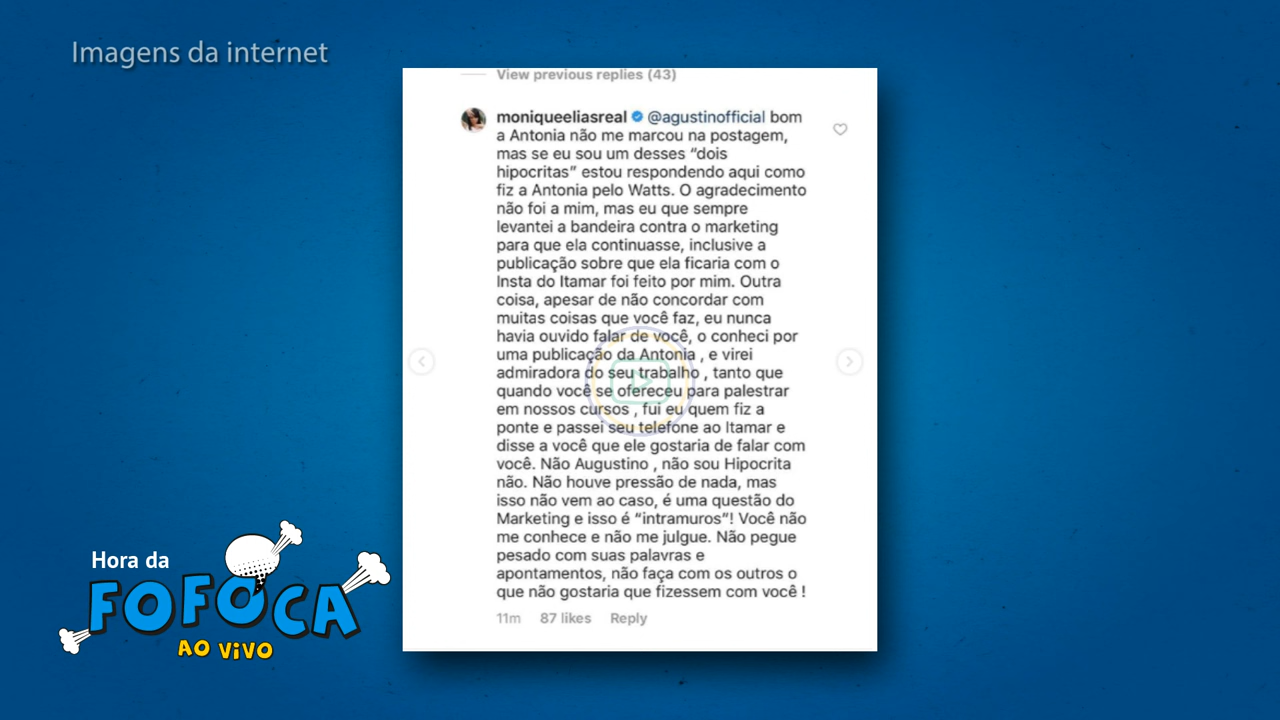 Imagens da internet
View previous replies (43)
moniqueeliasreal @agustinofficial bom
a Antonia não me marcou na postagem,
mas se eu sou um desses “dois
hipocritas” estou respondendo aqui como
fiz a Antonia pelo Watts. O agradecimento
não foi a mim, mas eu que sempre
levantei a bandeira contra o marketing
para que ela continuasse, inclusive a
publicação sobre que ela ficaria com o
Insta do Itamar foi feito por mim. Outra
coisa, apesar de não concordar com
muitas coisas que você faz, eu nunca
havia ouvido falar de você, o conheci por
uma publicação da Antonia , e virei
admiradora do seu trabalho , tanto que
quando você se ofereceu para palestrar
em nossos cursos , fui eu quem fiz a
ponte e passei seu telefone ao Itamar e
disse a você que ele gostaria de falar com
você. Não Augustino , não sou Hipocrita
não. Não houve pressão de nada, mas
isso não vem ao caso, é uma questão do
Marketing e isso é “intramuros”! Você não
me conhece e não me julgue. Não pegue
pesado com suas palavras e
apontamentos, não faça com os outros o
que não gostaria que fizessem com você !
11m 87 likes Reply
Hora da
FOFOCA
AO ViVO